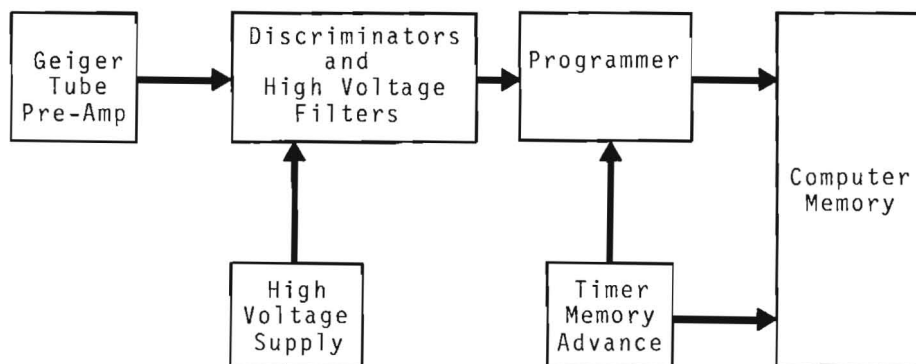 Geiger
Tube
Pre-Amp
Discriminators
and
High Voltage
Filters
Programmer
Computer
Memory
High
Voltage
Supply
Timer
Memory
Advance